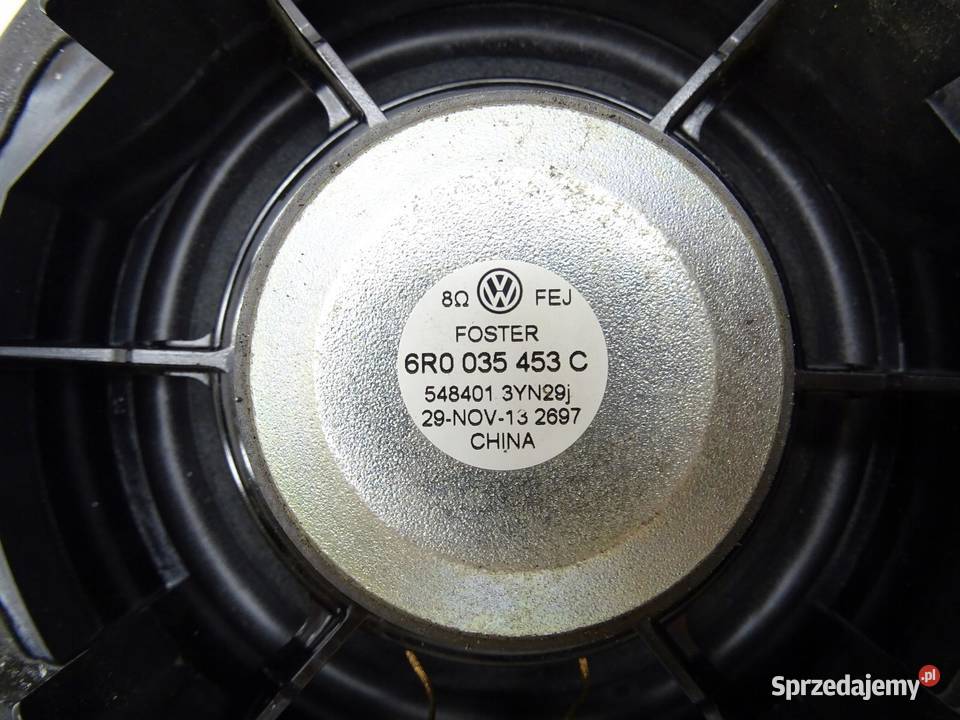 8Ω VW FEJ
FOSTER
6R0 035 453 C
548401 3YN29j
29-NOV-13 2697
CHINA
Sprzedajemy.pl